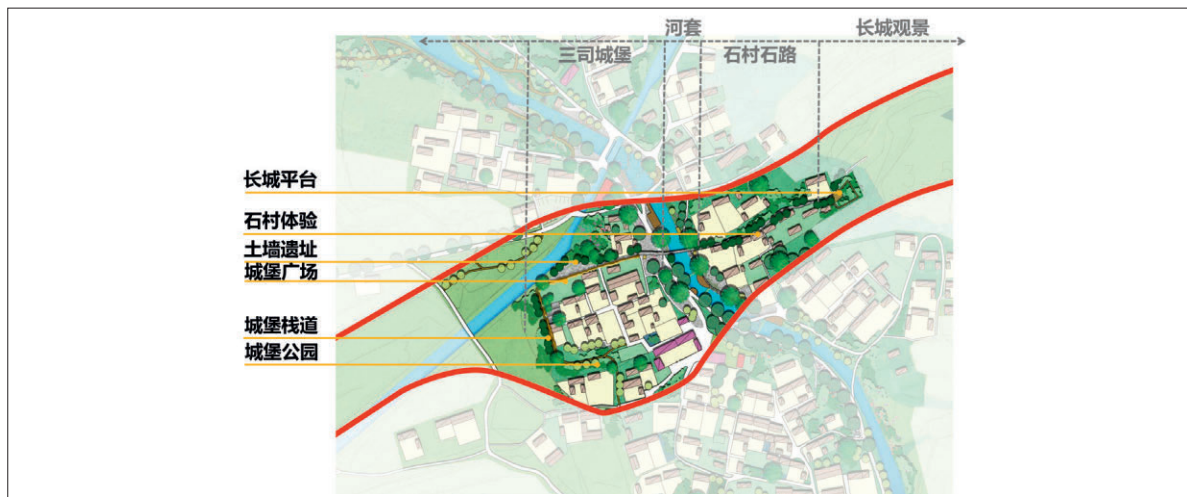 河套
长城观景
三司城堡
石村石路
长城平台
石村体验
土墙遗址
城堡广场
城堡栈道
城堡公园